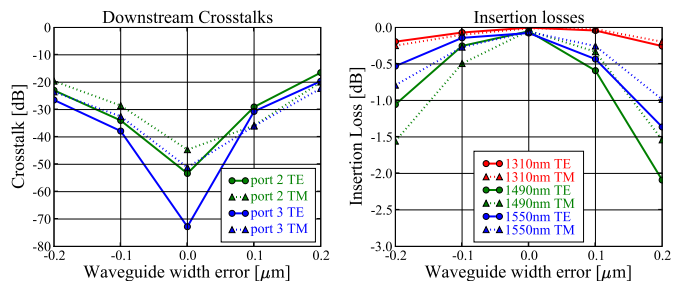 Downstream Crosstalks
0
-10
-20
-30
-40
-50
-60
-70
-80
Crosstalk [dB]
port 2 TE
port 2 TM
port 3 TE
port 3 TM
-0.2 -0.1 0.0 0.1 0.2
Waveguide width error [μm]
Insertion losses
0.0
-0.5
-1.0
-1.5
-2.0
-2.5
-3.0
Insertion Loss [dB]
1310nm TE
1310nm TM
1490nm TE
1490nm TM
1550nm TE
1550nm TM
-0.2 -0.1 0.0 0.1 0.2
Waveguide width error [μm]